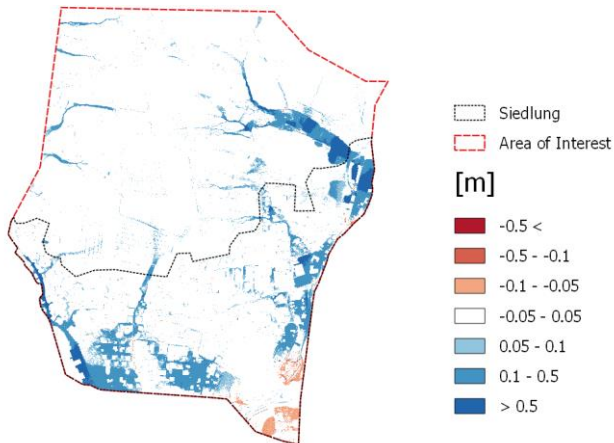 Siedlung
Area of Interest
[m]
-0.5 <
-0.5 - -0.1
-0.1 - -0.05
-0.05 - 0.05
0.05 - 0.1
0.1 - 0.5
> 0.5